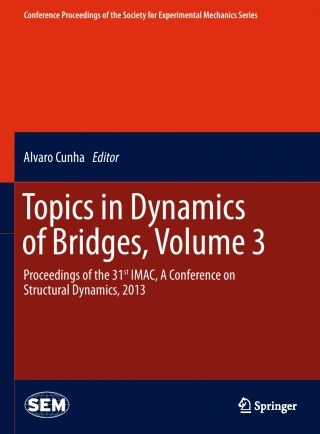 Conference Proceedings of the Society for Experimental Mechanics Series
Alvaro Cunha Editor
Topics in Dynamics
of Bridges, Volume 3
Proceedings of the 31st IMAC, A Conference on
Structural Dynamics, 2013
SEM
Springer